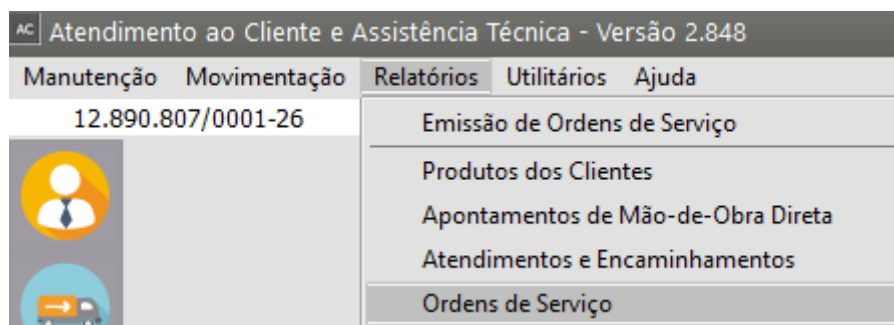 AC Atendimento ao Cliente e Assistência Técnica - Versão 2.848
Manutenção Movimentação Relatórios Utilitários Ajuda
12.890.807/0001-26
Emissão de Ordens de Serviço
Produtos dos Clientes
Apontamentos de Mão-de-Obra Direta
Atendimentos e Encaminhamentos
Ordens de Serviço